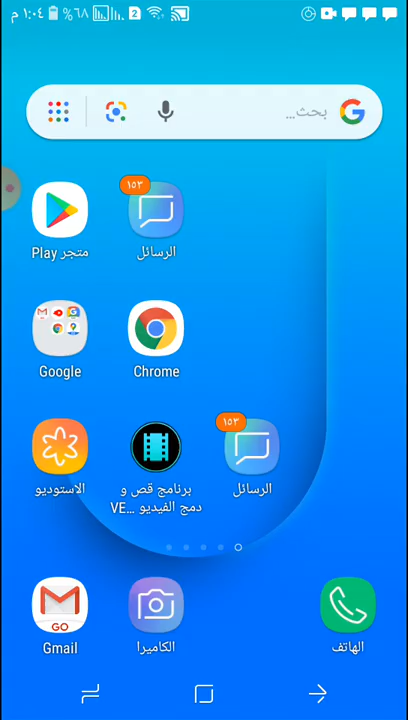 ١:٠٤ م
٦٨%
2
بحث...
G
١٥٣
متجر Play
الرسائل
Google
Chrome
١٥٣
الاستوديو
برنامج قص و
دمج الفيديو VE...
الرسائل
GO
Gmail
الكاميرا
الهاتف